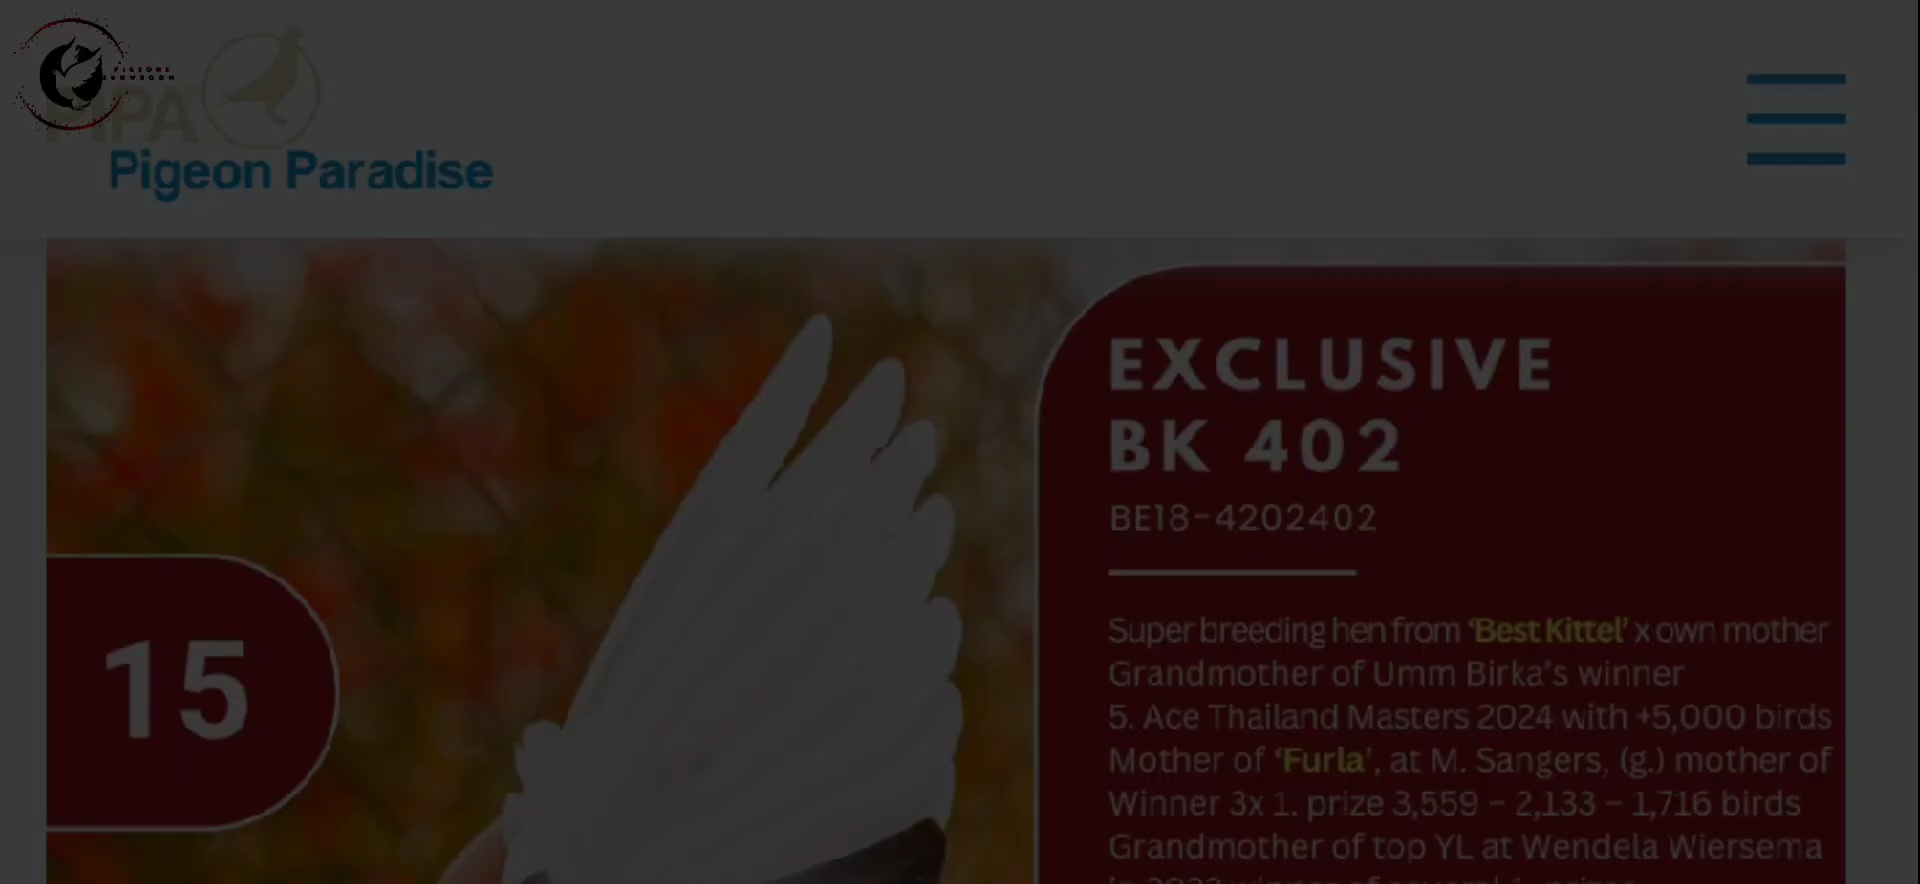 PIGEONS
SHOWROOM
PIPA
Pigeon Paradise
EXCLUSIVE
BK 402
BE18-4202402
15
Super breeding hen from ‘Best Kittel’ x own mother
Grandmother of Umm Birka’s winner
5. Ace Thailand Masters 2024 with +5,000 birds
Mother of ‘Furla’, at M. Sangers, (g.) mother of
Winner 3x 1. prize 3,559 – 2,133 – 1,716 birds
Grandmother of top YL at Wendela Wiersema